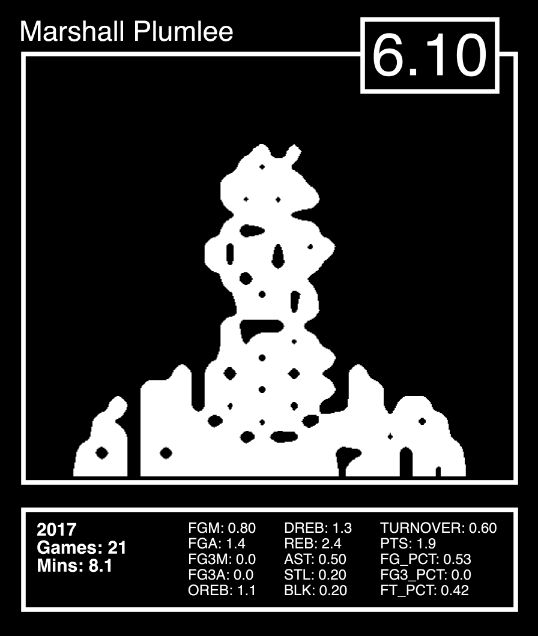 Marshall Plumlee
6.10
2017
Games: 21
Mins: 8.1
FGM: 0.80
FGA: 1.4
FG3M: 0.0
FG3A: 0.0
OREB: 1.1
DREB: 1.3
REB: 2.4
AST: 0.50
STL: 0.20
BLK: 0.20
TURNOVER: 0.60
PTS: 1.9
FG_PCT: 0.53
FG3_PCT: 0.0
FT_PCT: 0.42